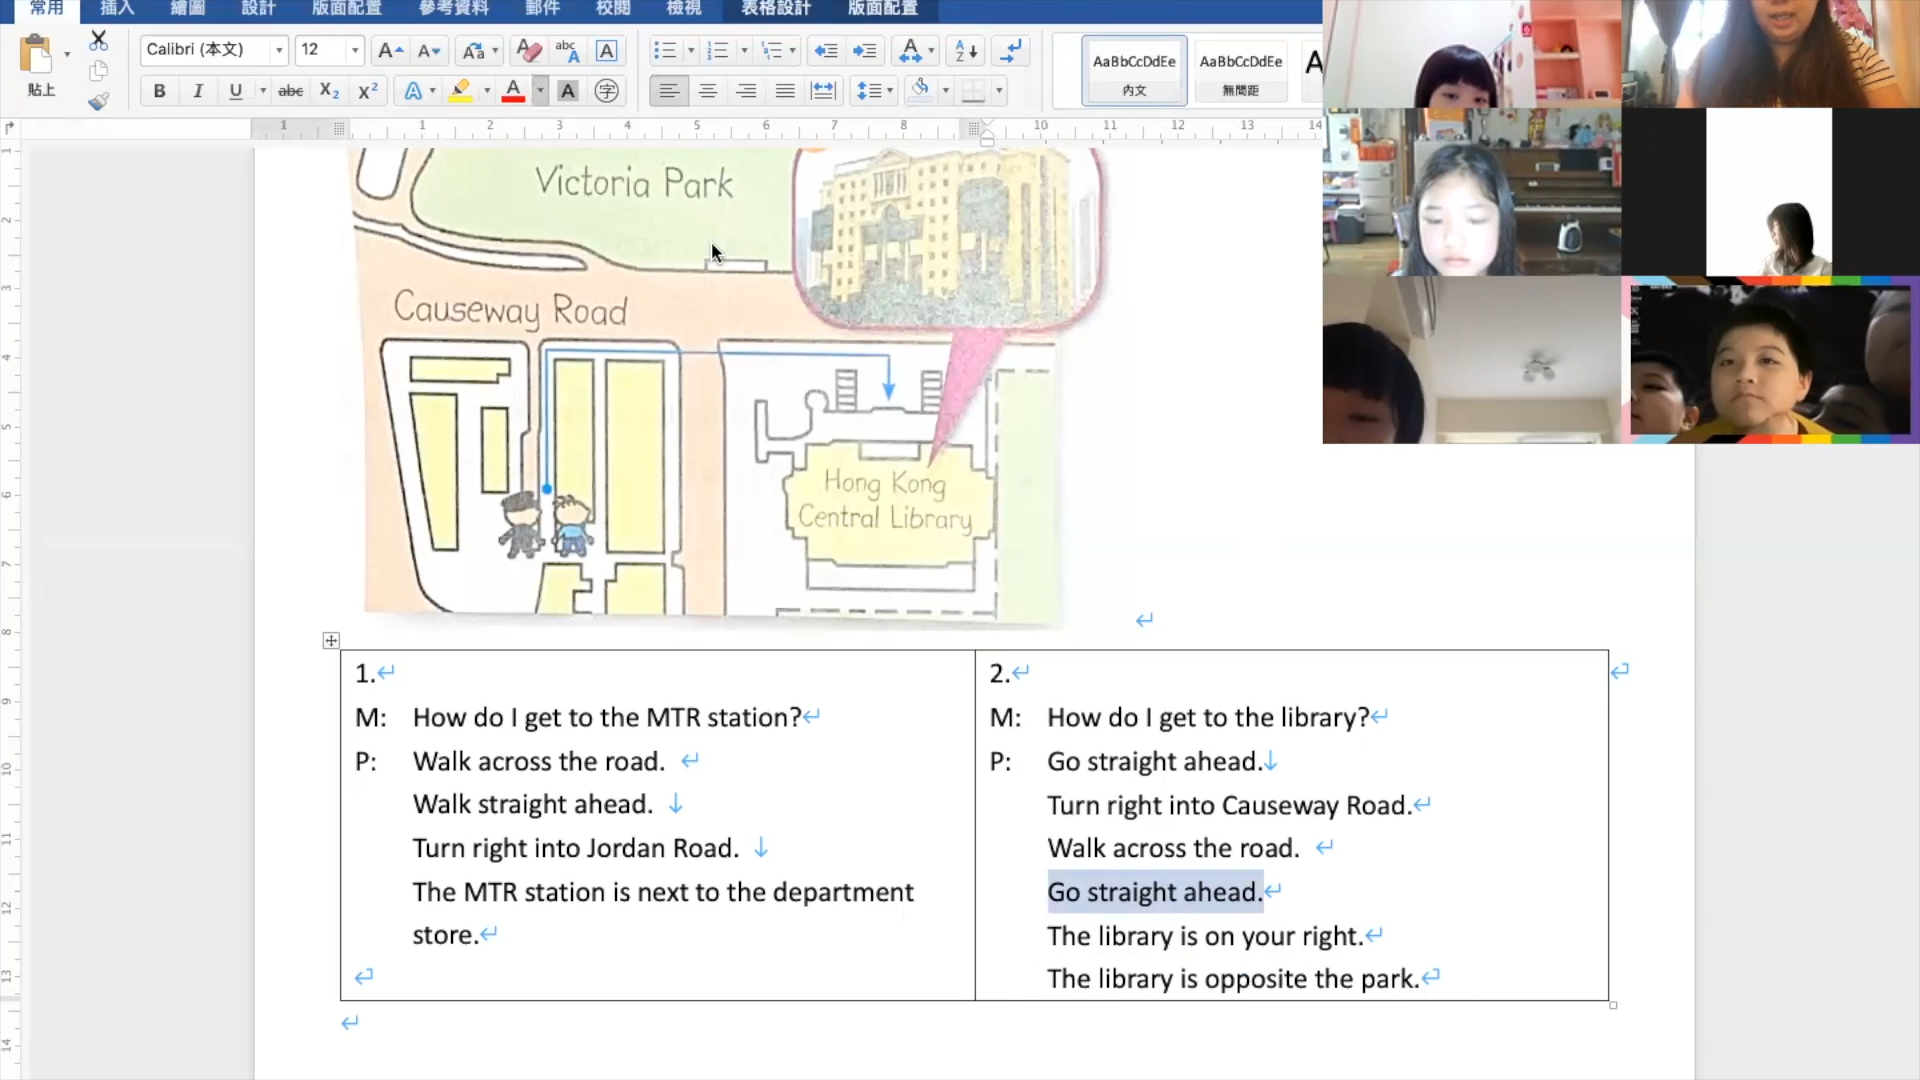 常用 插入 繪圖 設計 版面配置 參考資料 郵件 校閱 檢視 表格設計 版面配置
貼上
Calibri (本文) 12
AaBbCcDdEe
內文
AaBbCcDdEe
無間距
Victoria Park
Causeway Road
Hong Kong
Central Library
1.
M: How do I get to the MTR station?
P: Walk across the road.
Walk straight ahead.
Turn right into Jordan Road.
The MTR station is next to the department
store.
2.
M: How do I get to the library?
P: Go straight ahead.
Turn right into Causeway Road.
Walk across the road.
Go straight ahead.
The library is on your right.
The library is opposite the park.